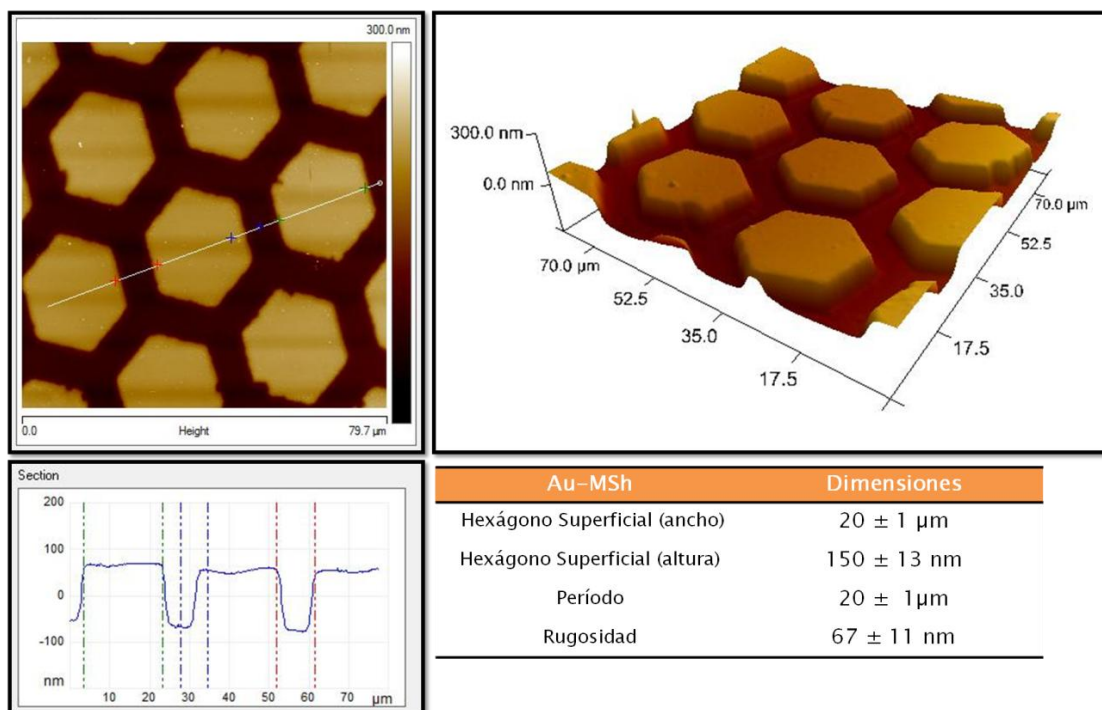 300.0 nm
0.0
Height
79.7 µm
300.0 nm
0.0 nm
70.0 µm
52.5
35.0
17.5
70.0 µm
52.5
35.0
17.5
Section
200
100
0
-100
nm
10
20
30
40
50
60
70
µm
Au-MSh Dimensiones
Hexágono Superficial (ancho) 20 ± 1 µm
Hexágono Superficial (altura) 150 ± 13 nm
Período 20 ± 1µm
Rugosidad 67 ± 11 nm